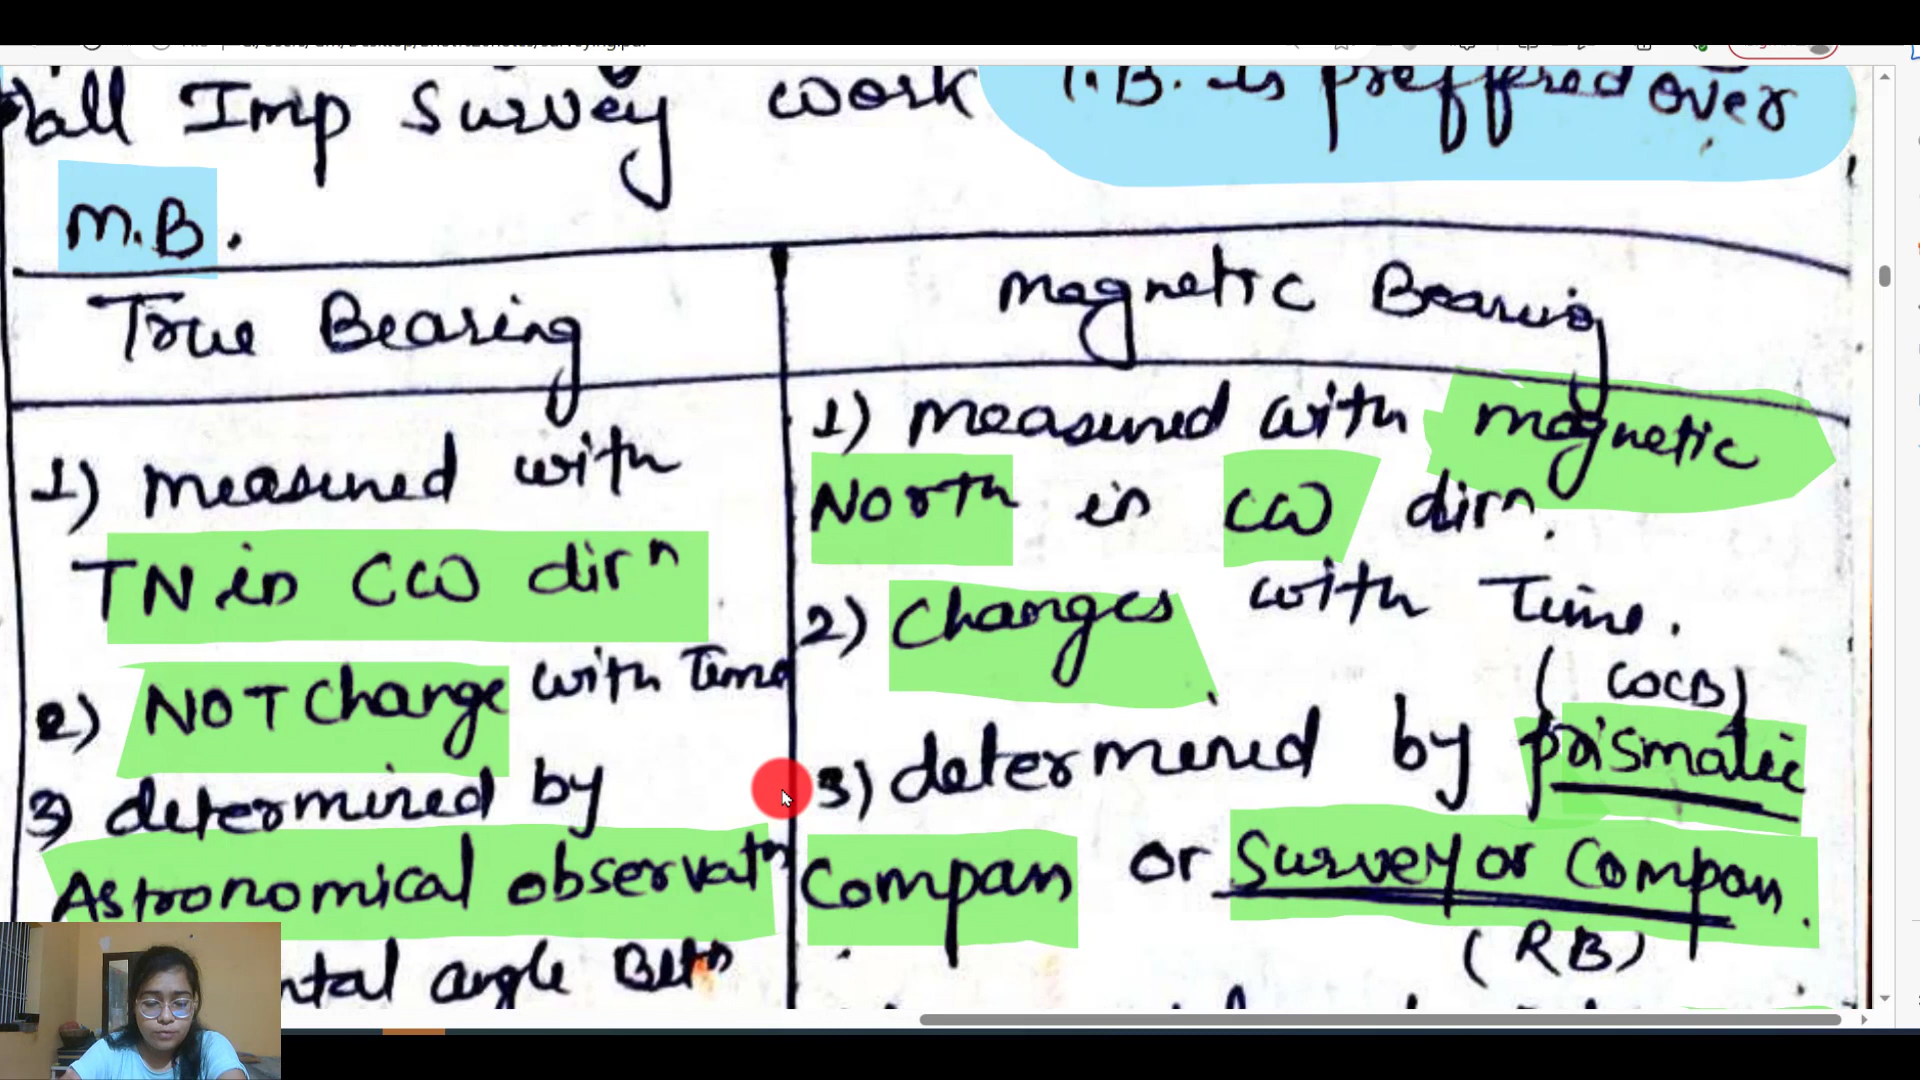 all Imp Survey work T.B. is preffered over
M.B.
True Bearing
Magnetic Bearing
1) measured with
TN in CW dirn
2) NOT change with Time
3) determined by
Astronomical observatn
ntal angle Betn
1) measured with magnetic
North in CW dirn.
2) Changes with Time.
(WCB)
3) determined by prismatic
Compass or Surveyor Compass.
(RB)